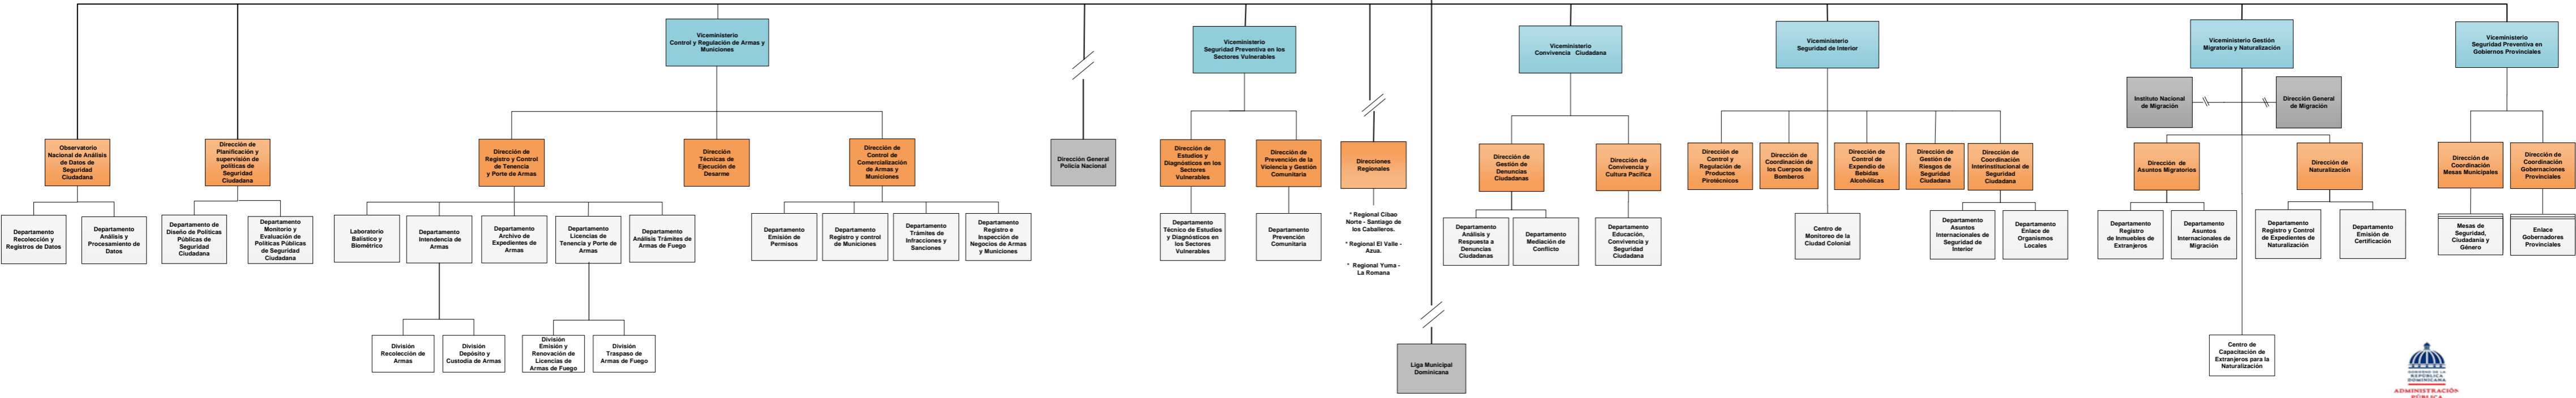 Viceministerio
Control y Regulación de Armas y
Municiones
Viceministerio
Seguridad Preventiva en los
Sectores Vulnerables
Viceministerio
Convivencia Ciudadana
Viceministerio
Seguridad de Interior
Viceministerio Gestión
Migratoria y Naturalización
Viceministerio
Seguridad Preventiva en
Gobiernos Provinciales
Instituto Nacional
de Migración
Dirección General
de Migración
Observatorio
Nacional de Análisis
de Datos de
Seguridad
Ciudadana
Dirección de
Planificación y
supervisión de
políticas de
Seguridad
Ciudadana
Dirección de
Registro y Control
de Tenencia
y Porte de Armas
Dirección
Técnicas de
Ejecución de
Desarme
Dirección de
Control de
Comercialización
de Armas y
Municiones
Dirección General
Policía Nacional
Dirección de
Estudios y
Diagnósticos en los
Sectores
Vulnerables
Dirección de
Prevención de la
Violencia y Gestión
Comunitaria
Direcciones
Regionales
Dirección de
Gestión de
Denuncias
Ciudadanas
Dirección de
Convivencia y
Cultura Pacífica
Dirección de
Control y
Regulación de
Productos
Pirotécnicos
Dirección de
Coordinación de
los Cuerpos de
Bomberos
Dirección de
Control de
Expendio de
Bebidas
Alcohólicas
Dirección de
Gestión de
Riesgos de
Seguridad
Ciudadana
Dirección de
Coordinación
Interinstitucional de
Seguridad
Ciudadana
Dirección de
Asuntos Migratorios
Dirección de
Naturalización
Dirección de
Coordinación
Mesas Municipales
Dirección de
Coordinación
Gobernaciones
Provinciales
Departamento
Recolección y
Registros de Datos
Departamento
Análisis y
Procesamiento de
Datos
Departamento de
Diseño de Políticas
Públicas de
Seguridad
Ciudadana
Departamento
Monitorio y
Evaluación de
Políticas Públicas
de Seguridad
Ciudadana
Laboratorio
Balístico y
Biométrico
Departamento
Intendencia de
Armas
Departamento
Archivo de
Expedientes de
Armas
Departamento
Licencias de
Tenencia y Porte de
Armas
Departamento
Análisis Trámites de
Armas de Fuego
Departamento
Emisión de
Permisos
Departamento
Registro y control
de Municiones
Departamento
Trámites de
Infracciones y
Sanciones
Departamento
Registro e
Inspección de
Negocios de Armas
y Municiones
Departamento
Técnico de Estudios
y Diagnósticos en
los Sectores
Vulnerables
Departamento
Prevención
Comunitaria
* Regional Cibao
Norte - Santiago de
los Caballeros.
* Regional El Valle -
Azua.
* Regional Yuma -
La Romana
Departamento
Análisis y
Respuesta a
Denuncias
Ciudadanas
Departamento
Mediación de
Conflicto
Departamento
Educación,
Convivencia y
Seguridad
Ciudadana
Centro de
Monitoreo de la
Ciudad Colonial
Departamento
Asuntos
Internacionales de
Seguridad de
Interior
Departamento
Enlace de
Organismos
Locales
Departamento
Registro
de Inmuebles de
Extranjeros
Departamento
Asuntos
Internacionales de
Migración
Departamento
Registro y Control
de Expedientes de
Naturalización
Departamento
Emisión de
Certificación
Mesas de
Seguridad,
Ciudadanía y
Género
Enlace
Gobernadores
Provinciales
División
Recolección de
Armas
División
Depósito y
Custodia de Armas
División
Emisión y
Renovación de
Licencias de
Armas de Fuego
División
Traspaso de
Armas de Fuego
Liga Municipal
Dominicana
Centro de
Capacitación de
Extranjeros para la
Naturalización
GOBIERNO DE LA
REPÚBLICA
DOMINICANA
ADMINISTRACIÓN
PÚBLICA